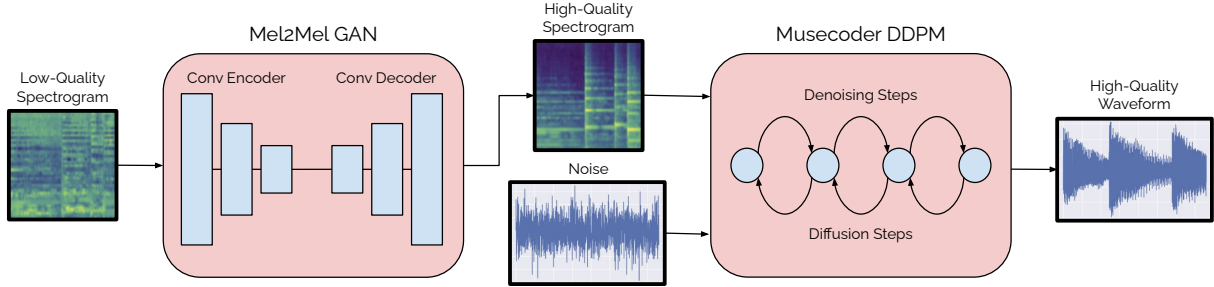 Low-Quality
Spectrogram
Mel2Mel GAN
Conv Encoder
Conv Decoder
High-Quality
Spectrogram
Noise
Musecoder DDPM
Denoising Steps
Diffusion Steps
High-Quality
Waveform